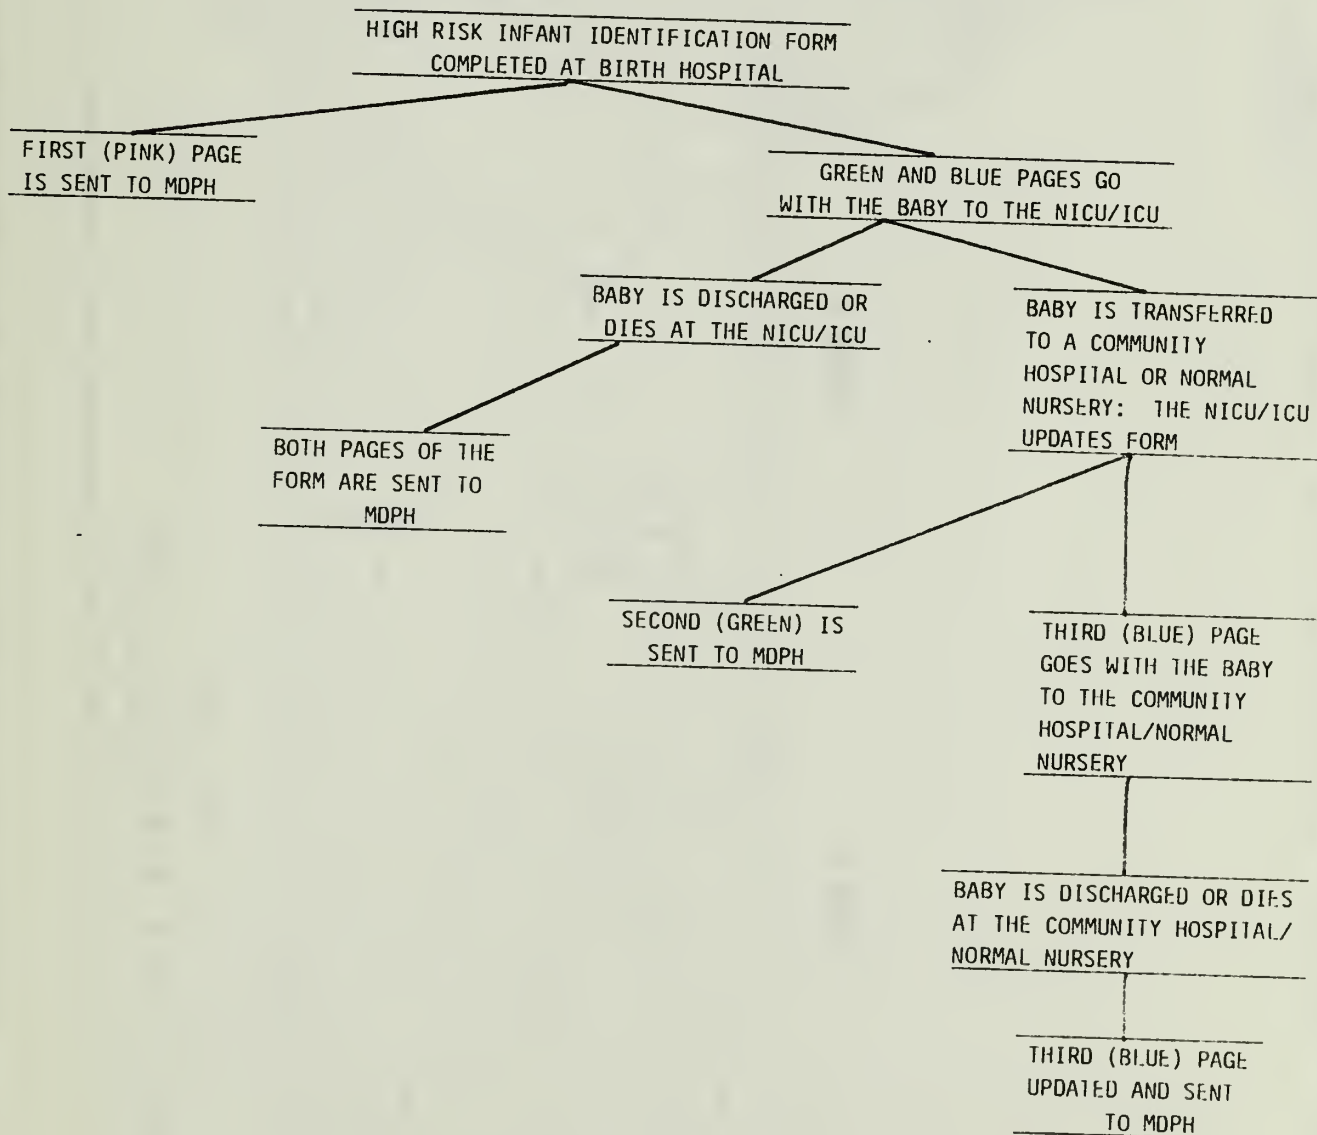 HIGH RISK INFANT IDENTIFICATION FORM
COMPLETED AT BIRTH HOSPITAL
FIRST (PINK) PAGE
IS SENT TO MDPH
GREEN AND BLUE PAGES GO
WITH THE BABY TO THE NICU/ICU
BABY IS DISCHARGED OR
DIES AT THE NICU/ICU
BABY IS TRANSFERRED
TO A COMMUNITY
HOSPITAL OR NORMAL
NURSERY: THE NICU/ICU
UPDATES FORM
BOTH PAGES OF THE
FORM ARE SENT TO
MDPH
SECOND (GREEN) IS
SENT TO MDPH
THIRD (BLUE) PAGE
GOES WITH THE BABY
TO THE COMMUNITY
HOSPITAL/NORMAL
NURSERY
BABY IS DISCHARGED OR DIES
AT THE COMMUNITY HOSPITAL/
NORMAL NURSERY
THIRD (BLUE) PAGE
UPDATED AND SENT
TO MDPH